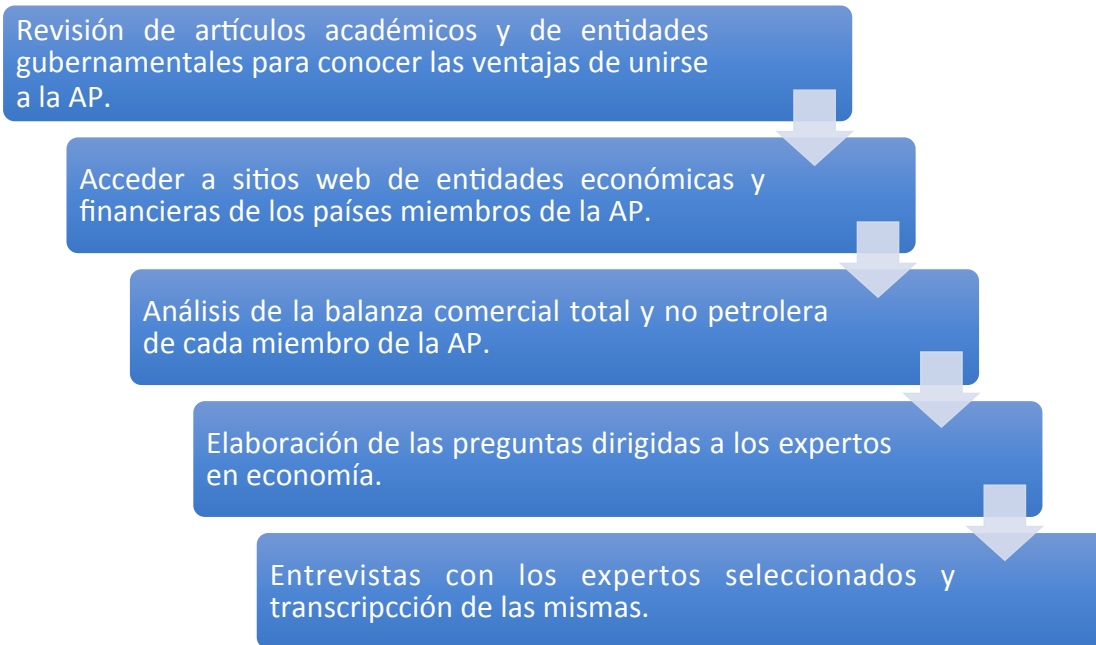 Revisión de artículos académicos y de entidades
gubernamentales para conocer las ventajas de unirse
a la AP.
Acceder a sitios web de entidades económicas y
financieras de los países miembros de la AP.
Análisis de la balanza comercial total y no petrolera
de cada miembro de la AP.
Elaboración de las preguntas dirigidas a los expertos
en economía.
Entrevistas con los expertos seleccionados y
transcripcción de las mismas.